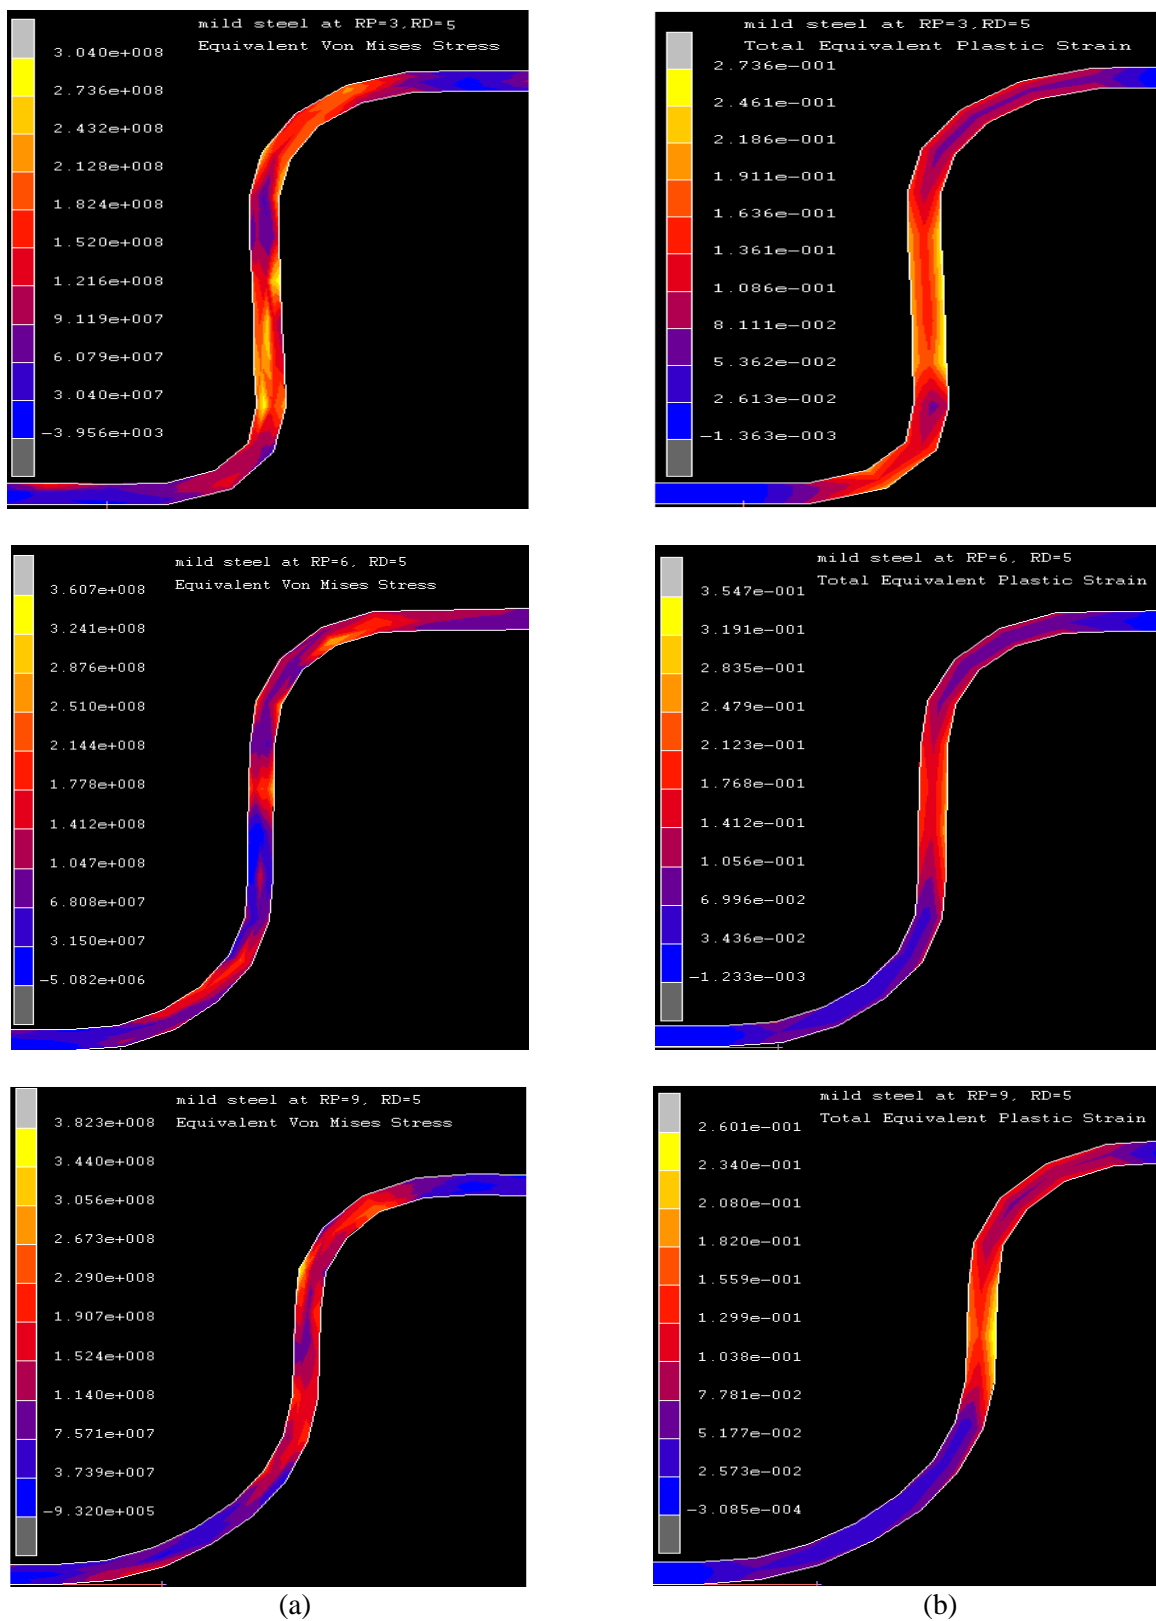 mild steel at RP=3,RD=5
Equivalent Von Mises Stress
3.040e+008
2.736e+008
2.432e+008
2.128e+008
1.824e+008
1.520e+008
1.216e+008
9.119e+007
6.079e+007
3.040e+007
-3.956e+003
mild steel at RP=3,RD=5
Total Equivalent Plastic Strain
2.736e-001
2.461e-001
2.186e-001
1.911e-001
1.636e-001
1.361e-001
1.086e-001
8.111e-002
5.362e-002
2.613e-002
-1.363e-003
mild steel at RP=6, RD=5
Equivalent Von Mises Stress
3.607e+008
3.241e+008
2.876e+008
2.510e+008
2.144e+008
1.778e+008
1.412e+008
1.047e+008
6.808e+007
3.150e+007
-5.082e+006
mild steel at RP=6, RD=5
Total Equivalent Plastic Strain
3.547e-001
3.191e-001
2.835e-001
2.479e-001
2.123e-001
1.768e-001
1.412e-001
1.056e-001
6.996e-002
3.436e-002
-1.233e-003
mild steel at RP=9, RD=5
Equivalent Von Mises Stress
3.823e+008
3.440e+008
3.056e+008
2.673e+008
2.290e+008
1.907e+008
1.524e+008
1.140e+008
7.571e+007
3.739e+007
-9.320e+005
mild steel at RP=9, RD=5
Total Equivalent Plastic Strain
2.601e-001
2.340e-001
2.080e-001
1.820e-001
1.559e-001
1.299e-001
1.038e-001
7.781e-002
5.177e-002
2.573e-002
-3.085e-004
(a)
(b)